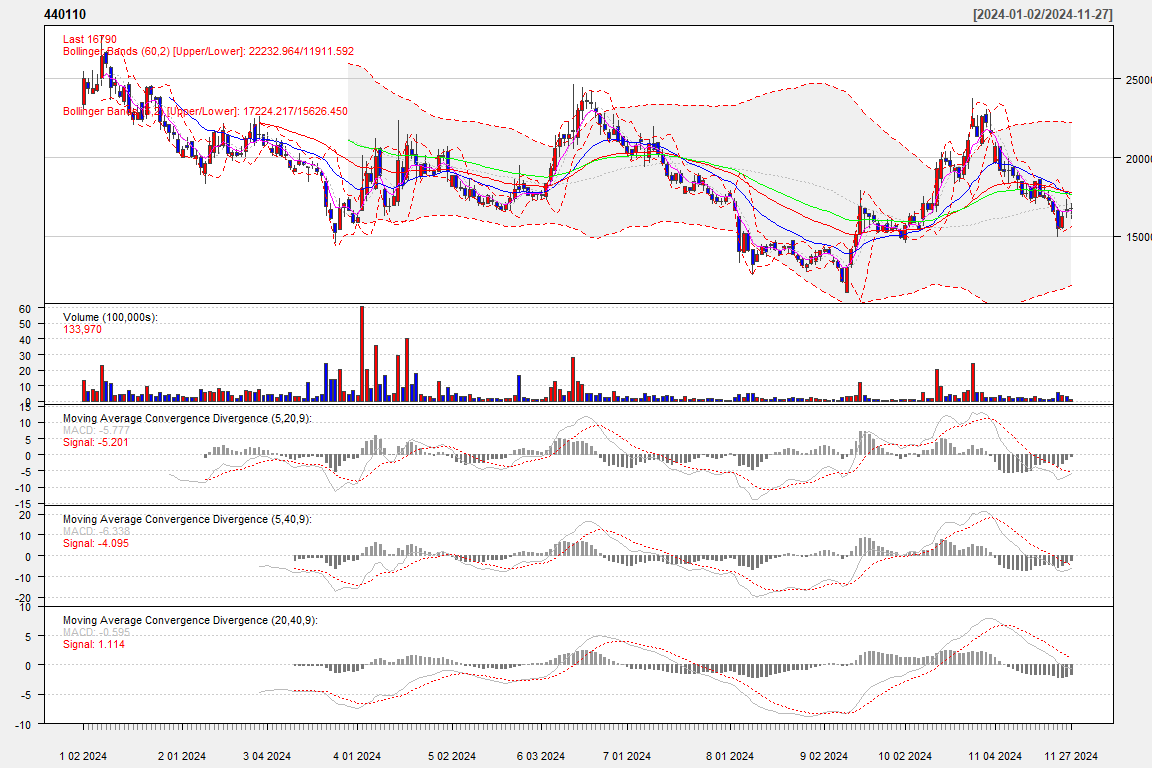 440110 [2024-01-02/2024-11-27]
Last 16790
Bollinger Bands (60,2) [Upper/Lower]: 22232.964/11911.592
Bollinger Bands [Upper/Lower]: 17224.217/15626.450
25000
20000
15000
Volume (100,000s):
133,970
60
50
40
30
20
10
0
Moving Average Convergence Divergence (5,20,9):
MACD: -5.777
Signal: -5.201
15
10
5
0
-5
-10
-15
Moving Average Convergence Divergence (5,40,9):
MACD: -6.338
Signal: -4.095
20
10
0
-10
-20
Moving Average Convergence Divergence (20,40,9):
MACD: -0.595
Signal: 1.114
10
5
0
-5
-10
1 02 2024 2 01 2024 3 04 2024 4 01 2024 5 02 2024 6 03 2024 7 01 2024 8 01 2024 9 02 2024 10 02 2024 11 04 2024 11 27 2024